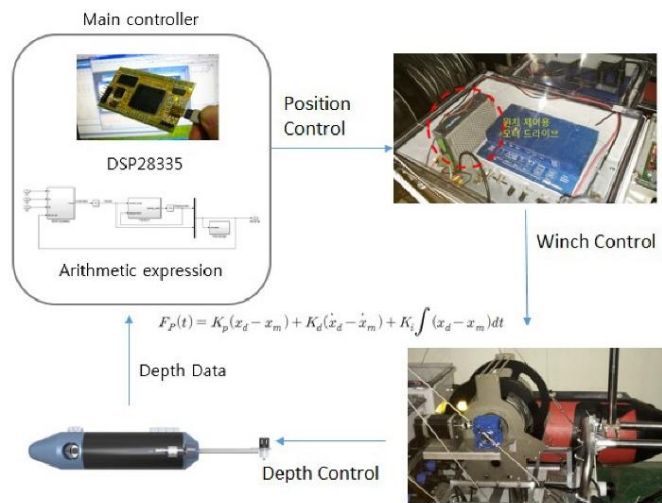 Main controller
DSP28335
Arithmetic expression
Position
Control
윈치 제어용
모터 드라이브
Winch Control
F_P(t) = K_p(x_d − x_m) + K_d(ẋ_d − ẋ_m) + K_i∫(x_d − x_m)dt
Depth Data
Depth Control